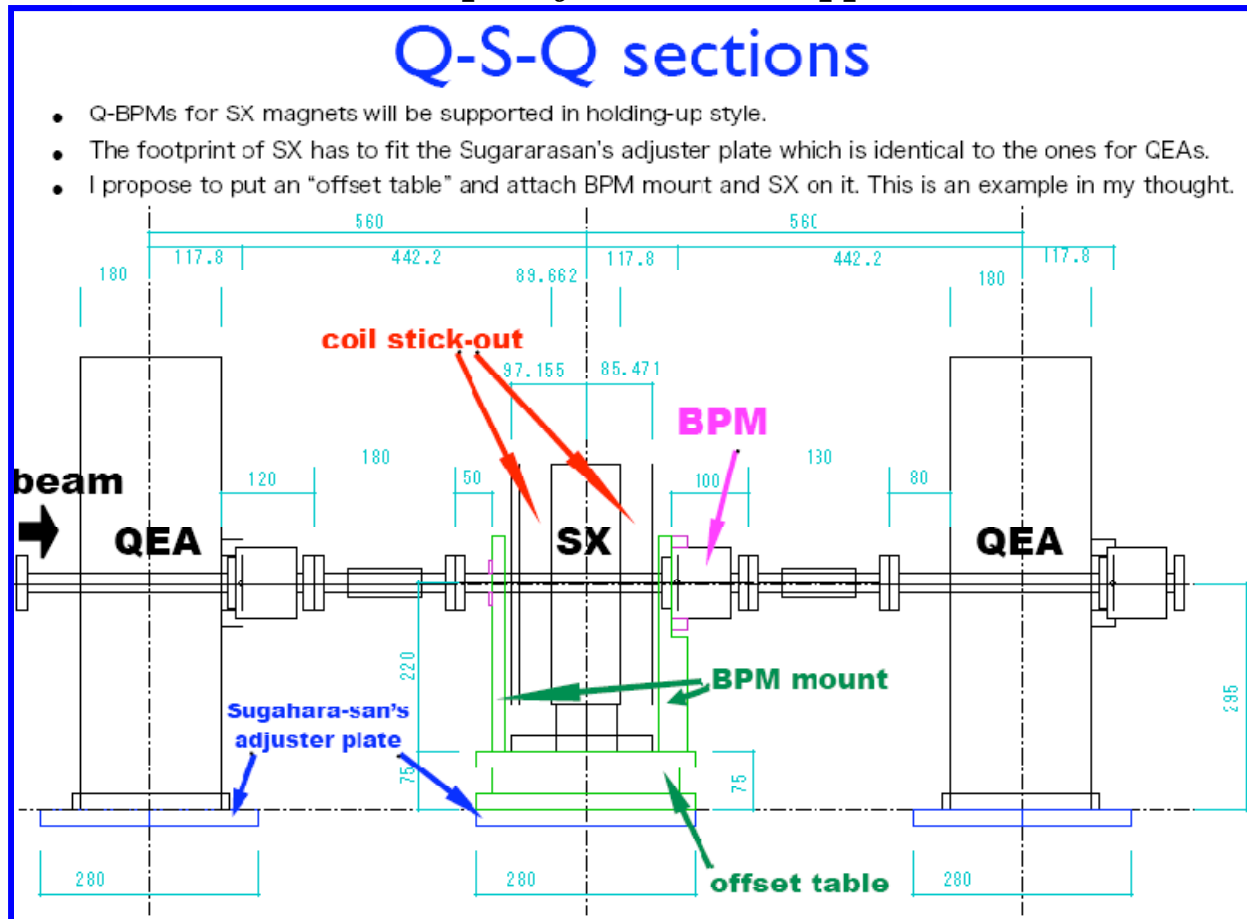 Q-S-Q sections
• Q-BPMs for SX magnets will be supported in holding-up style.
• The footprint of SX has to fit the Sugararasan's adjuster plate which is identical to the ones for QEAs.
• I propose to put an “offset table” and attach BPM mount and SX on it. This is an example in my thought.
560 560
117.8 442.2 117.8 442.2 117.8
180 89.662 180
coil stick-out
97.155 85.471
BPM
180 130
120 50 100 80
beam
QEA SX QEA
220
BPM mount
295
Sugahara-san's
adjuster plate
75 75
280 280 280
offset table